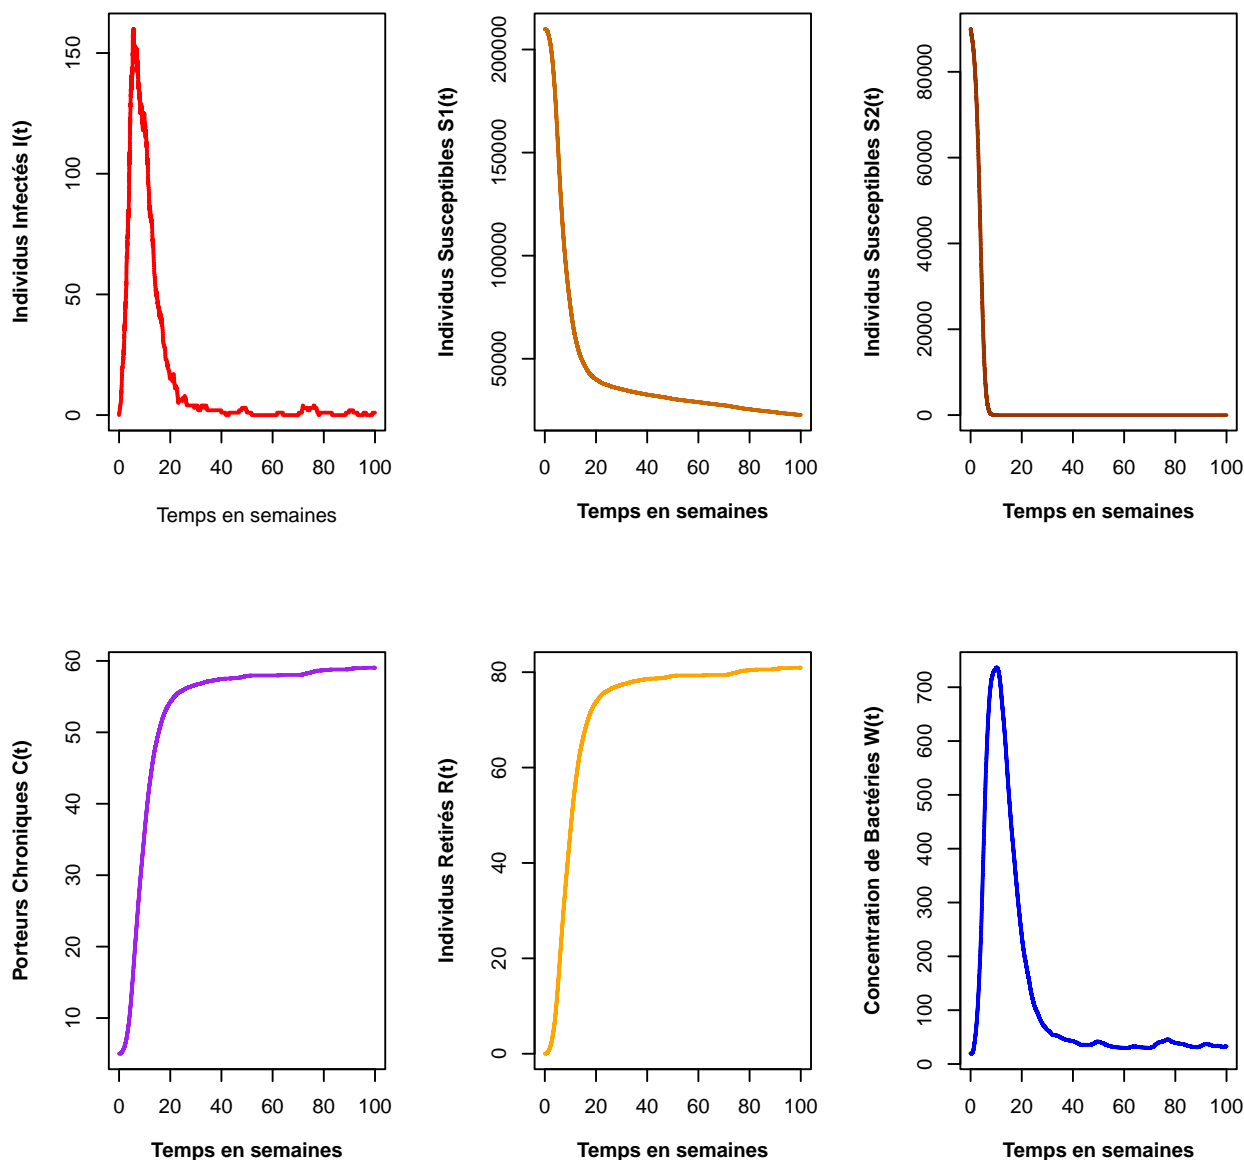 Individus Infectés I(t)
0 50 100 150
0 20 40 60 80 100
Temps en semaines
Individus Susceptibles S1(t)
50000 100000 150000 200000
0 20 40 60 80 100
Temps en semaines
Individus Susceptibles S2(t)
0 20000 40000 60000 80000
0 20 40 60 80 100
Temps en semaines
Porteurs Chroniques C(t)
10 20 30 40 50 60
0 20 40 60 80 100
Temps en semaines
Individus Retirés R(t)
0 20 40 60 80
0 20 40 60 80 100
Temps en semaines
Concentration de Bactéries W(t)
0 100 200 300 400 500 600 700
0 20 40 60 80 100
Temps en semaines